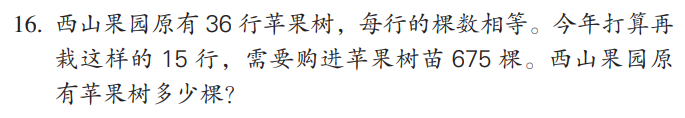 16. 西山果园原有 36 行苹果树，每行的棵数相等。今年打算再
栽这样的 15 行，需要购进苹果树苗 675 棵。西山果园原
有苹果树多少棵？